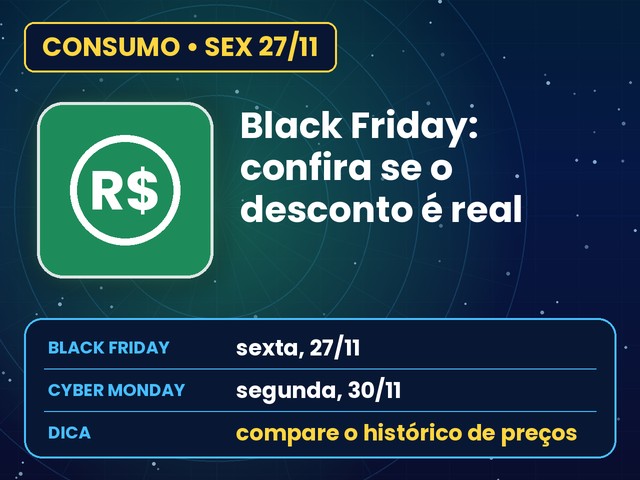 CONSUMO • SEX 27/11
R$
Black Friday:
confira se o
desconto é real
BLACK FRIDAY sexta, 27/11
CYBER MONDAY segunda, 30/11
DICA compare o histórico de preços